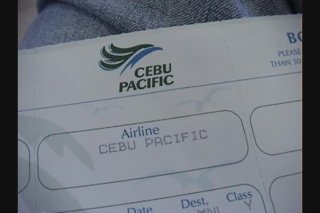 CEBU
PACIFIC
BO
PLEASE
THAN 30
Airline
CEBU PACIFIC
Date
Dest.
Class
Y